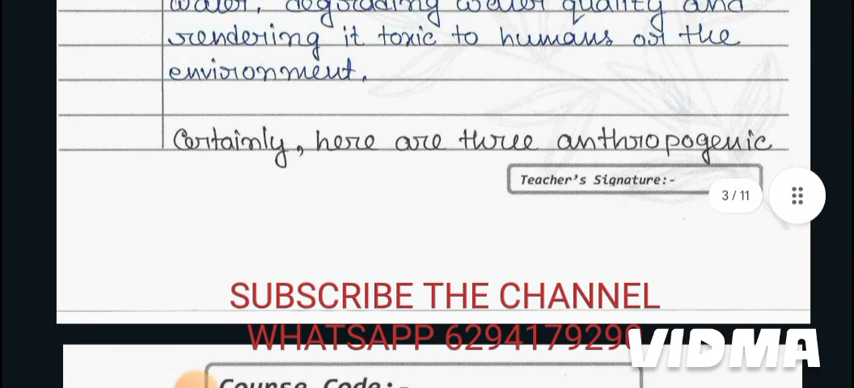 water, degrading water quality and
rendering it toxic to humans or the
environment.
Certainly, here are three anthropogenic
Teacher's Signature:-
3 / 11
SUBSCRIBE THE CHANNEL
WHATSAPP 6294179290
VIDMA
Course Code:-